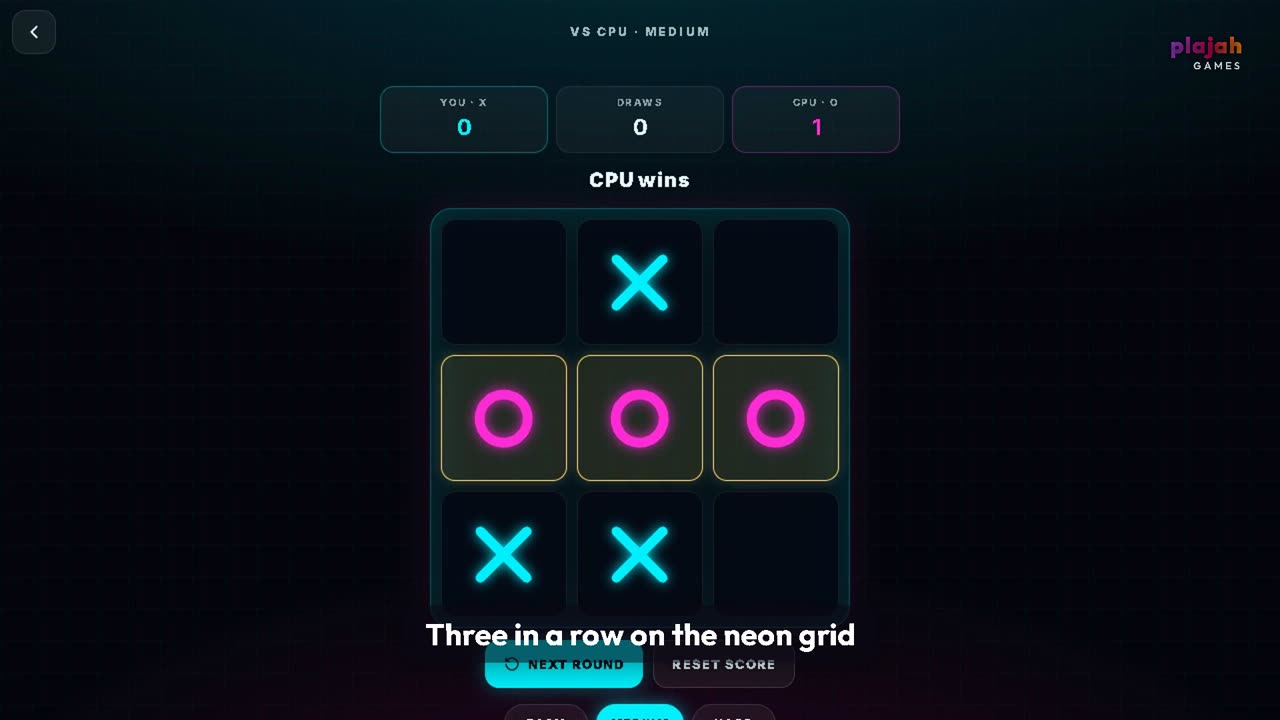 VS CPU · MEDIUM
plajah
GAMES
YOU · X
DRAWS
CPU · O
0
0
1
CPU wins
Three in a row on the neon grid
NEXT ROUND
RESET SCORE